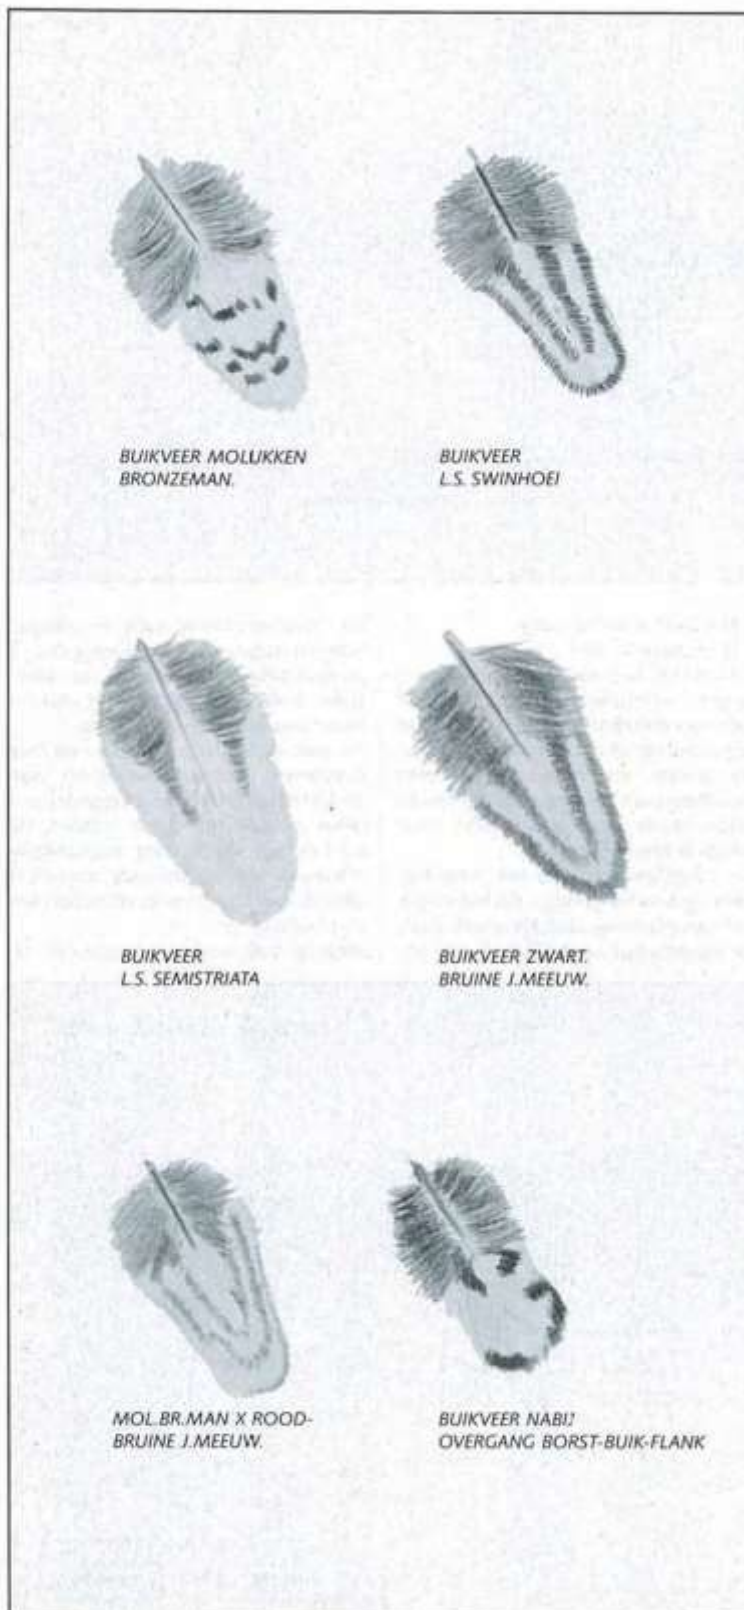 BUIKVEER MOLUKKEN
BRONZEMAN.
BUIKVEER
L.S. SWINHOEI
BUIKVEER
L.S. SEMISTRIATA
BUIKVEER ZWART.
BRUINE J.MEEUW.
MOL.BR.MAN X ROOD-
BRUINE J.MEEUW.
BUIKVEER NABIJ
OVERGANG BORST-BUIK-FLANK